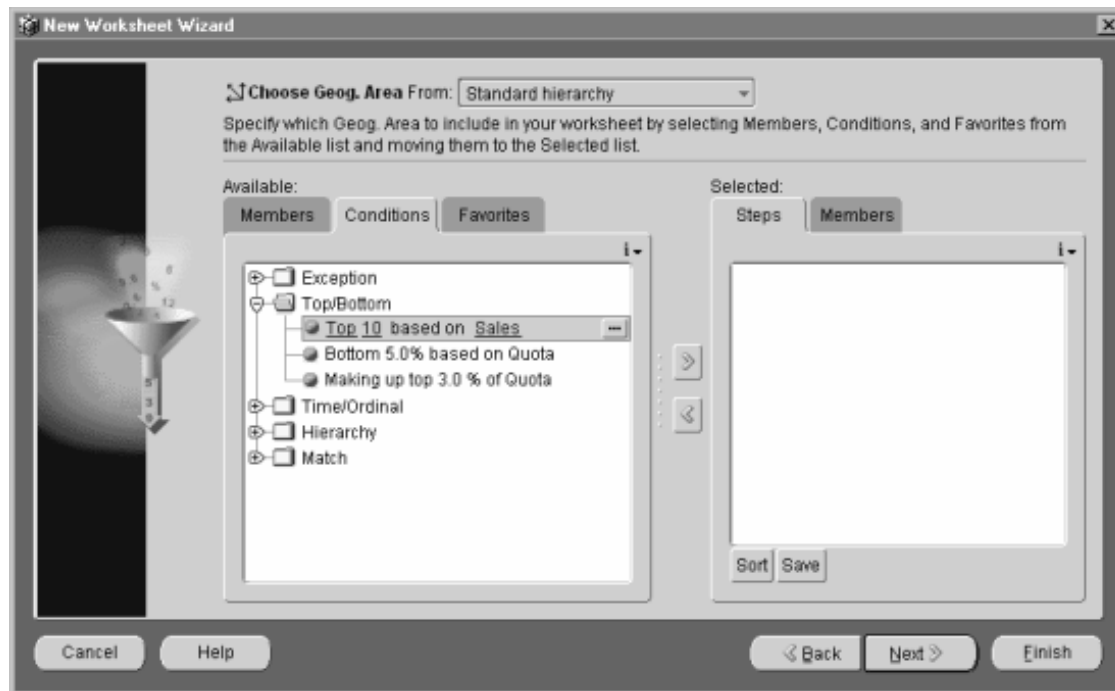 New Worksheet Wizard
Choose Geog. Area From: Standard hierarchy
Specify which Geog. Area to include in your worksheet by selecting Members, Conditions, and Favorites from
the Available list and moving them to the Selected list.
Available:
Selected:
Members Conditions Favorites
Steps Members
Exception
Top/Bottom
Top 10 based on Sales
Bottom 5.0% based on Quota
Making up top 3.0 % of Quota
Time/Ordinal
Hierarchy
Match
Sort Save
Cancel Help Back Next Finish